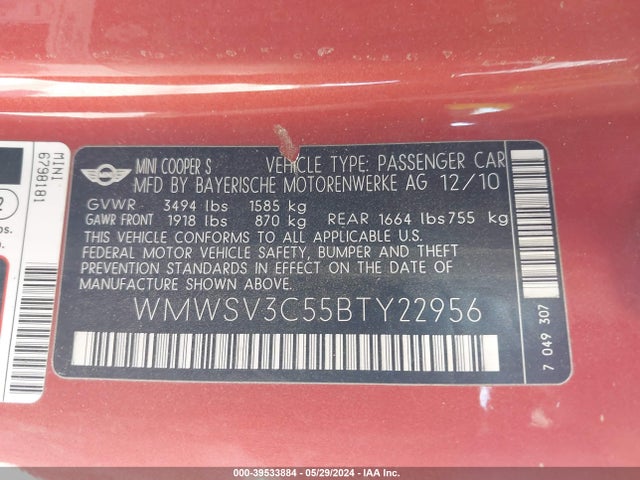 MINI
6798181
2
bs.
MINI COOPER S VEHICLE TYPE: PASSENGER CAR
MFD BY BAYERISCHE MOTORENWERKE AG 12/10
GVWR 3494 lbs 1585 kg
GAWR FRONT 1918 lbs 870 kg REAR 1664 lbs755 kg
THIS VEHICLE CONFORMS TO ALL APPLICABLE U.S.
FEDERAL MOTOR VEHICLE SAFETY, BUMPER AND THEFT
PREVENTION STANDARDS IN EFFECT ON THE DATE OF
MANUFACTURE SHOWN ABOVE.
WMWSV3C55BTY22956
7 049 307
000-39533884 | 05/29/2024 - IAA Inc.